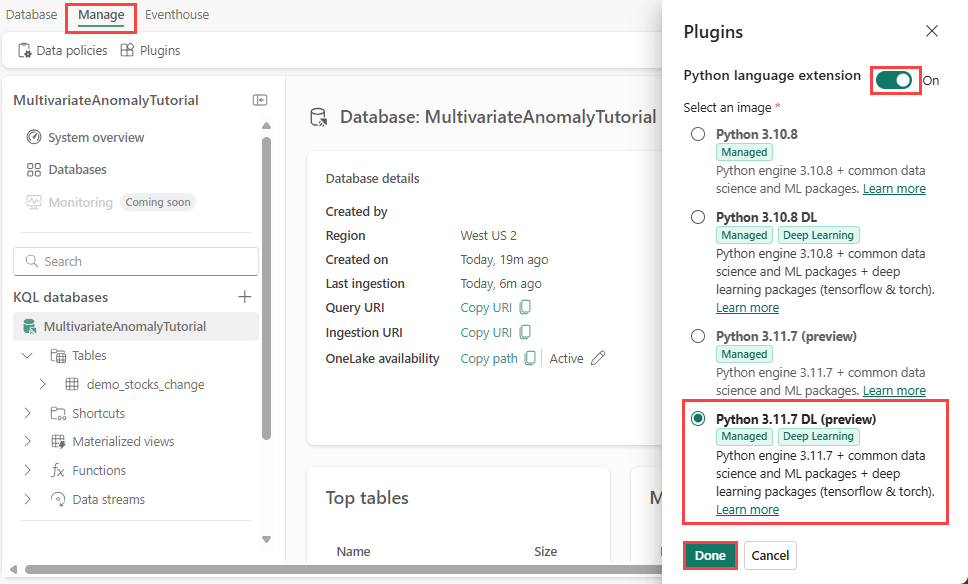 Database Manage Eventhouse
Data policies Plugins
MultivariateAnomalyTutorial
System overview
Databases
Monitoring Coming soon
Search
KQL databases
MultivariateAnomalyTutorial
Tables
demo_stocks_change
Shortcuts
Materialized views
Functions
Data streams
Database: MultivariateAnomalyTutorial
Database details
Created by
Region West US 2
Created on Today, 19m ago
Last ingestion Today, 6m ago
Query URI Copy URI
Ingestion URI Copy URI
OneLake availability Copy path Active
Top tables
Name Size
M
Plugins
Python language extension On
Select an image *
Python 3.10.8
Managed
Python engine 3.10.8 + common data
science and ML packages. Learn more
Python 3.10.8 DL
Managed Deep Learning
Python engine 3.10.8 + common data
science and ML packages + deep
learning packages (tensorflow & torch).
Learn more
Python 3.11.7 (preview)
Managed
Python engine 3.11.7 + common data
science and ML packages. Learn more
Python 3.11.7 DL (preview)
Managed Deep Learning
Python engine 3.11.7 + common data
science and ML packages + deep
learning packages (tensorflow & torch).
Learn more
Done Cancel